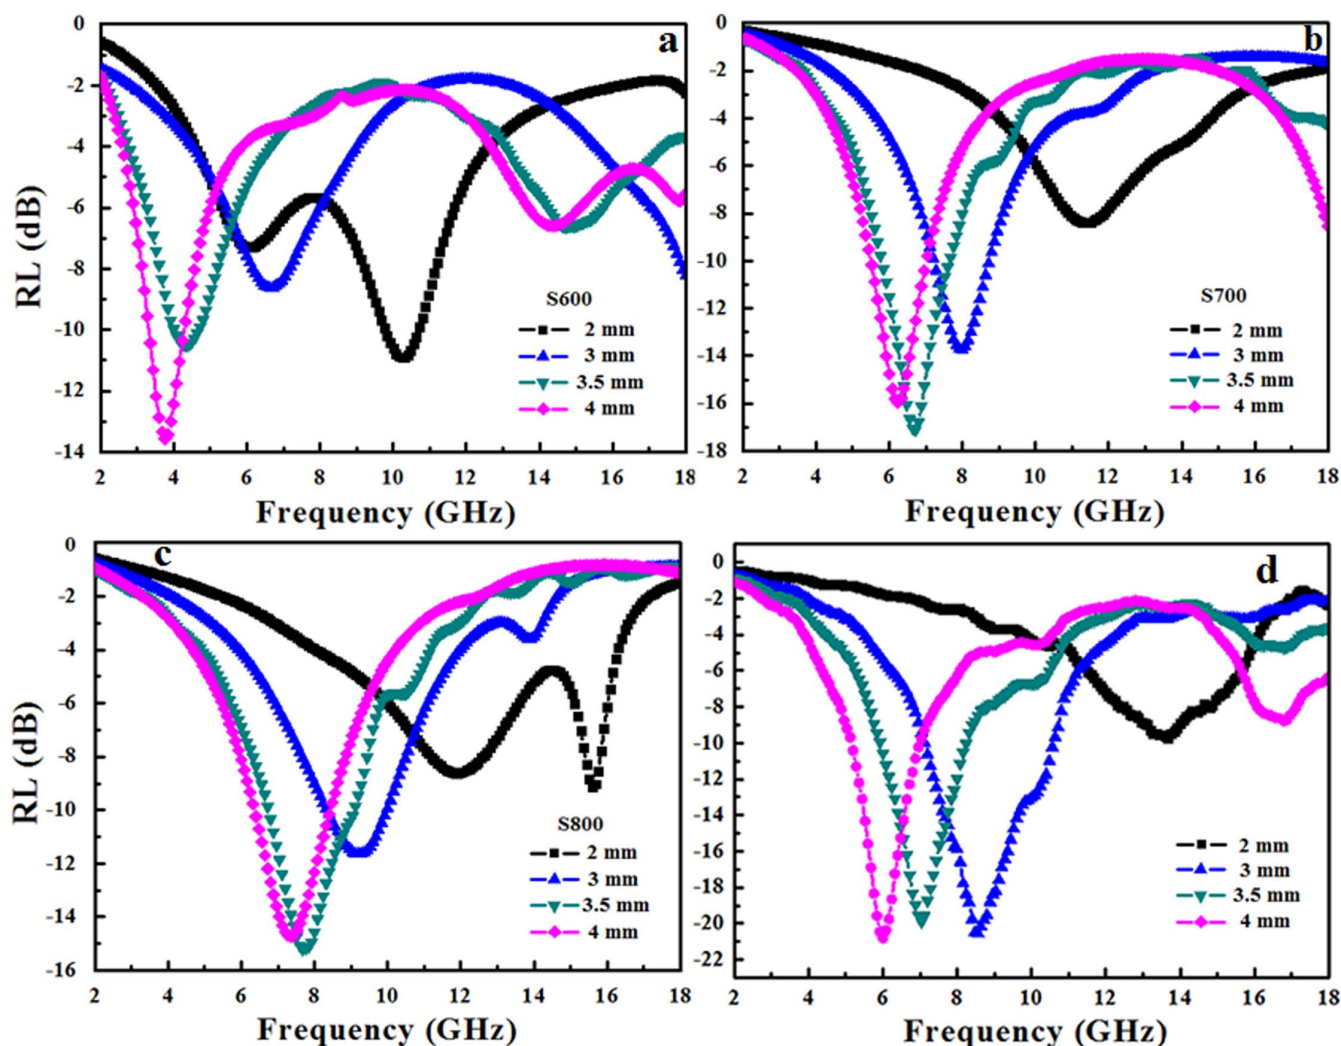 a
0
-2
-4
-6
-8
-10
-12
-14
RL (dB)
S600
2 mm
3 mm
3.5 mm
4 mm
2 4 6 8 10 12 14 16 18
Frequency (GHz)
b
0
-2
-4
-6
-8
-10
-12
-14
-16
-18
S700
2 mm
3 mm
3.5 mm
4 mm
2 4 6 8 10 12 14 16 18
Frequency (GHz)
c
0
-2
-4
-6
-8
-10
-12
-14
-16
RL (dB)
S800
2 mm
3 mm
3.5 mm
4 mm
2 4 6 8 10 12 14 16 18
Frequency (GHz)
d
0
-2
-4
-6
-8
-10
-12
-14
-16
-18
-20
-22
2 mm
3 mm
3.5 mm
4 mm
2 4 6 8 10 12 14 16 18
Frequency (GHz)